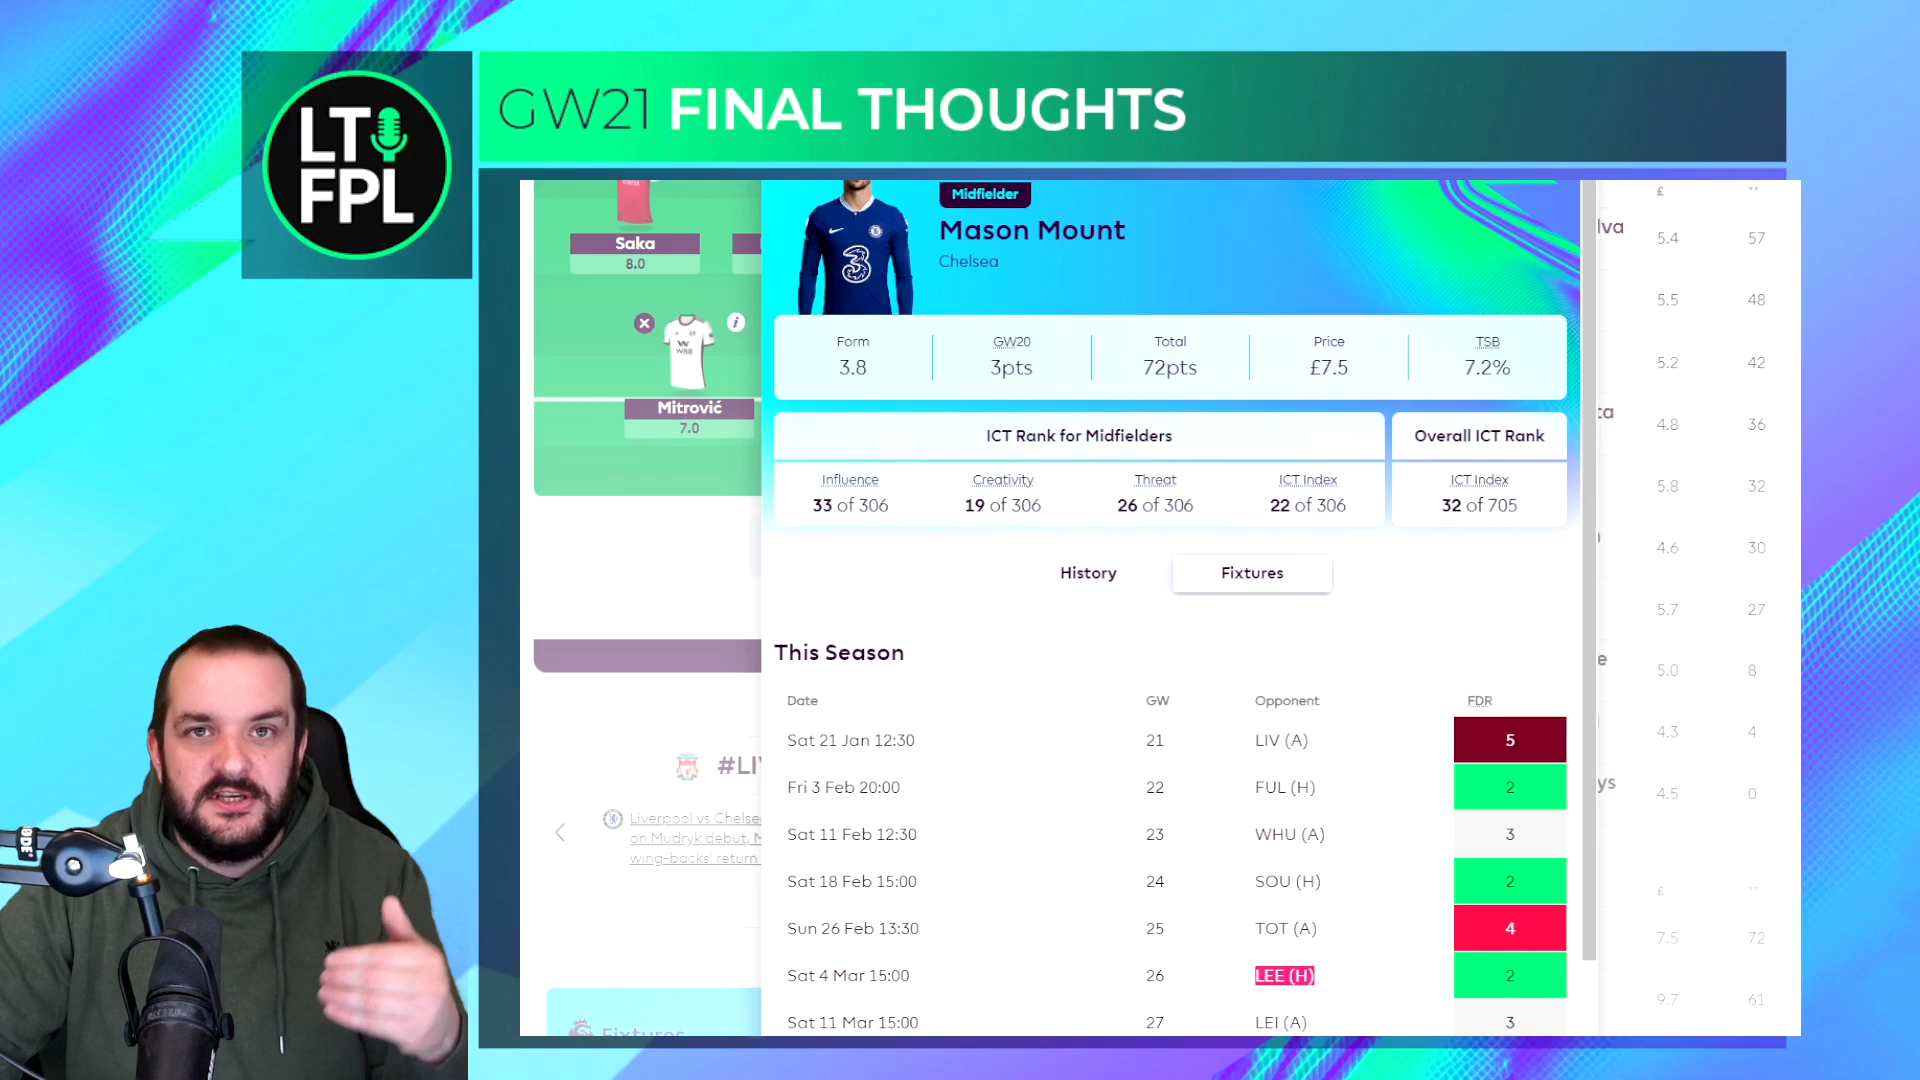 LT
FPL
GW21 FINAL THOUGHTS
Saka
8.0
i
WBB
Mitrović
7.0
Midfielder
Mason Mount
Chelsea
3
Form
3.8
GW20
3pts
Total
72pts
Price
£7.5
TSB
7.2%
ICT Rank for Midfielders
Overall ICT Rank
Influence
33 of 306
Creativity
19 of 306
Threat
26 of 306
ICT Index
22 of 306
ICT Index
32 of 705
History
Fixtures
This Season
Date GW Opponent FDR
Sat 21 Jan 12:30 21 LIV (A) 5
Fri 3 Feb 20:00 22 FUL (H) 2
Sat 11 Feb 12:30 23 WHU (A) 3
Sat 18 Feb 15:00 24 SOU (H) 2
Sun 26 Feb 13:30 25 TOT (A) 4
Sat 4 Mar 15:00 26 LEE (H) 2
Sat 11 Mar 15:00 27 LEI (A) 3
#LIV
Liverpool vs Chelsea
on Mudryk debut,
wing-backs' return
Fixtures
£ **
lva 5.4 57
5.5 48
5.2 42
ta 4.8 36
5.8 32
4.6 30
5.7 27
e 5.0 8
4.3 4
ys 4.5 0
£ **
7.5 72
9.7 61